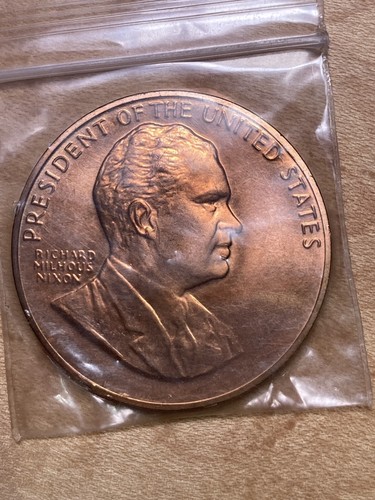 PRESIDENT OF THE UNITED STATES
RICHARD
MILHOUS
NIXON